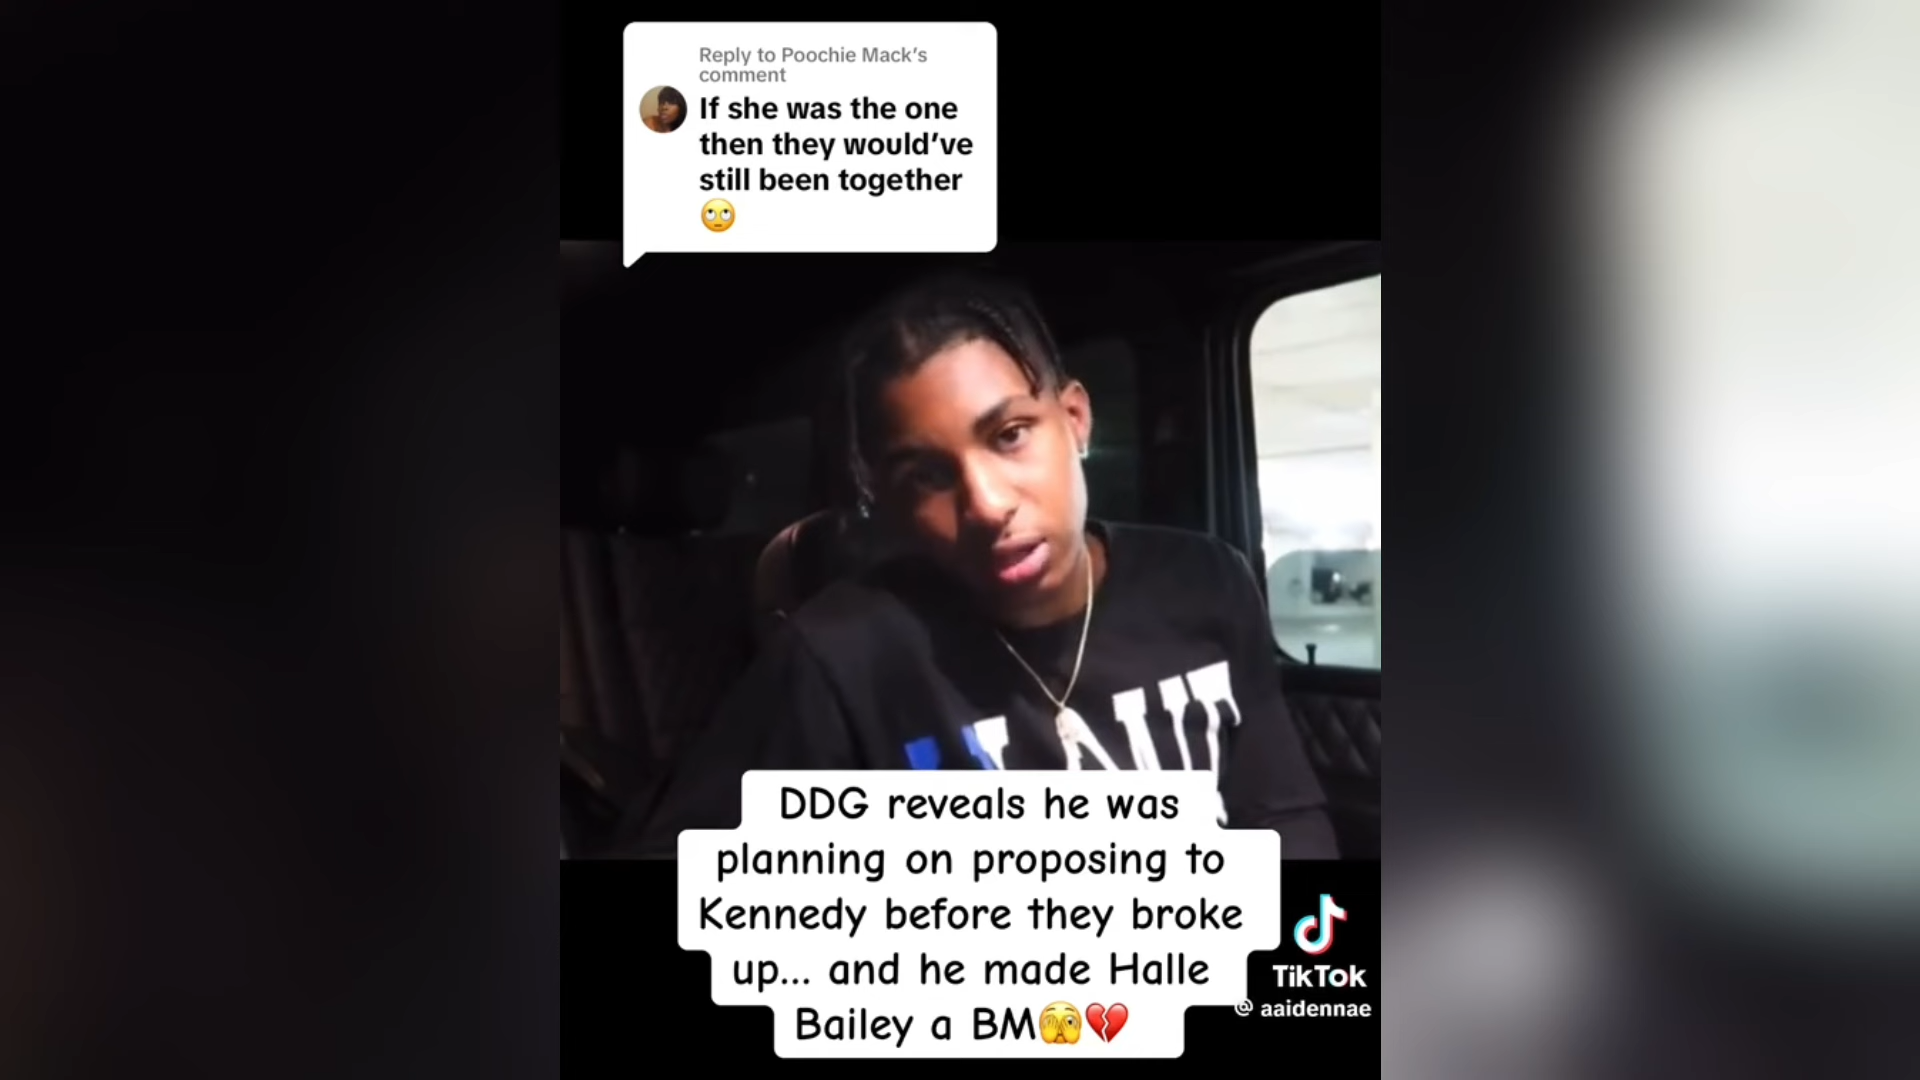 Reply to Poochie Mack’s
comment
If she was the one
then they would’ve
still been together
🙄
DDG reveals he was
planning on proposing to
Kennedy before they broke
up... and he made Halle
Bailey a BM🫣💔
TikTok
@ aaidennae